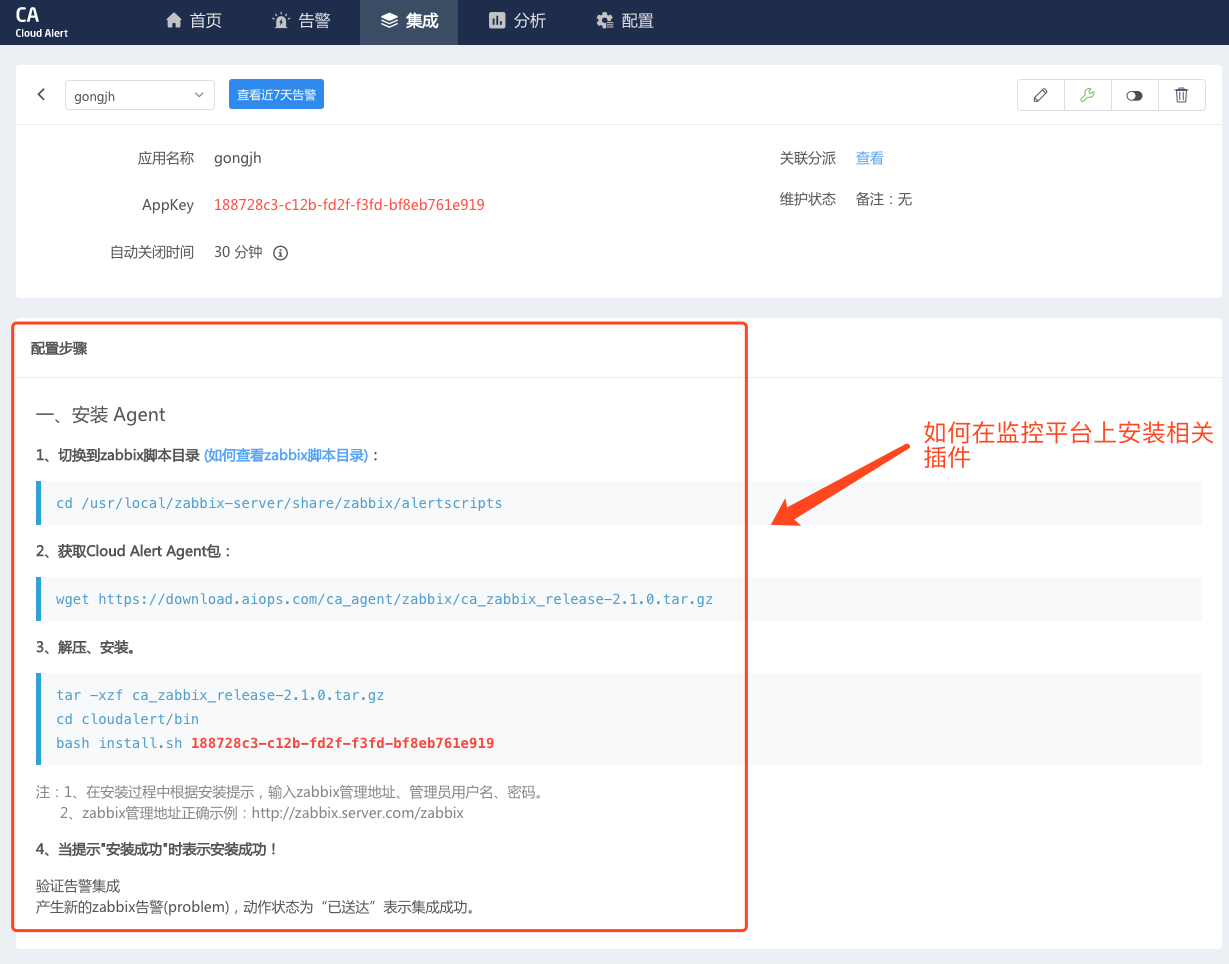 CA
Cloud Alert
首页
告警
集成
分析
配置
gongjh
查看近7天告警
应用名称 gongjh
关联分派 查看
AppKey 188728c3-c12b-fd2f-f3fd-bf8eb761e919
维护状态 备注：无
自动关闭时间 30 分钟
配置步骤
一、安装 Agent
如何在监控平台上安装相关
插件
1、切换到zabbix脚本目录 (如何查看zabbix脚本目录)：
cd /usr/local/zabbix-server/share/zabbix/alertscripts
2、获取Cloud Alert Agent包：
wget https://download.aiops.com/ca_agent/zabbix/ca_zabbix_release-2.1.0.tar.gz
3、解压、安装。
tar -xzf ca_zabbix_release-2.1.0.tar.gz
cd cloudalert/bin
bash install.sh 188728c3-c12b-fd2f-f3fd-bf8eb761e919
注：1、在安装过程中根据安装提示，输入zabbix管理地址、管理员用户名、密码。
2、zabbix管理地址正确示例：http://zabbix.server.com/zabbix
4、当提示"安装成功"时表示安装成功！
验证告警集成
产生新的zabbix告警(problem)，动作状态为“已送达”表示集成成功。